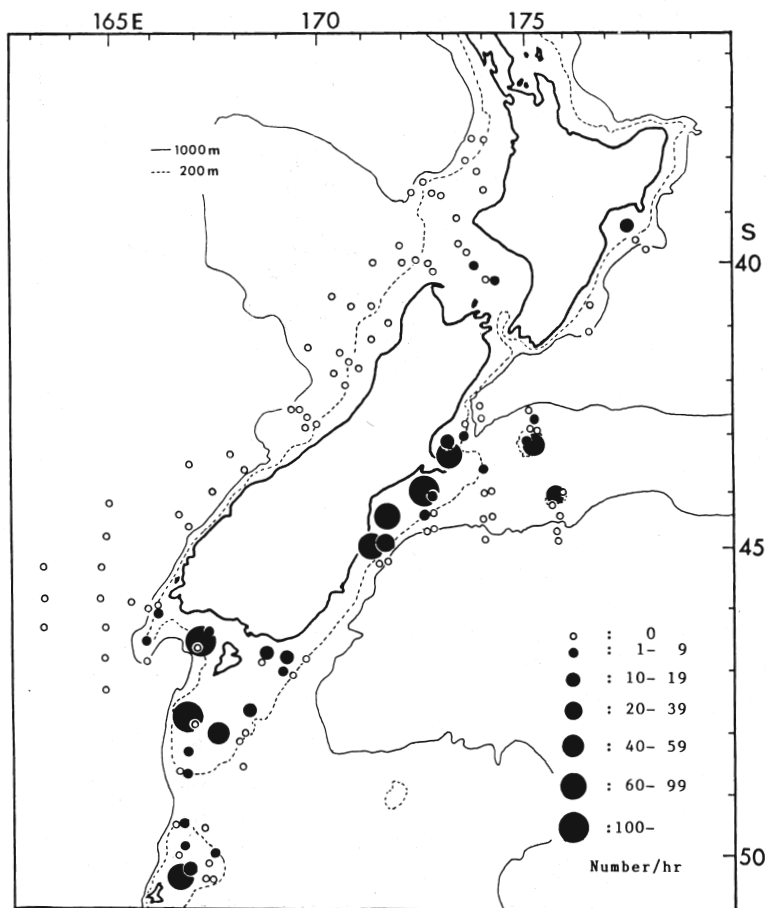 165E 170 175
1000m
200m
S
40
45
: 0
: 1- 9
: 10- 19
: 20- 39
: 40- 59
: 60- 99
:100-
Number/hr
50